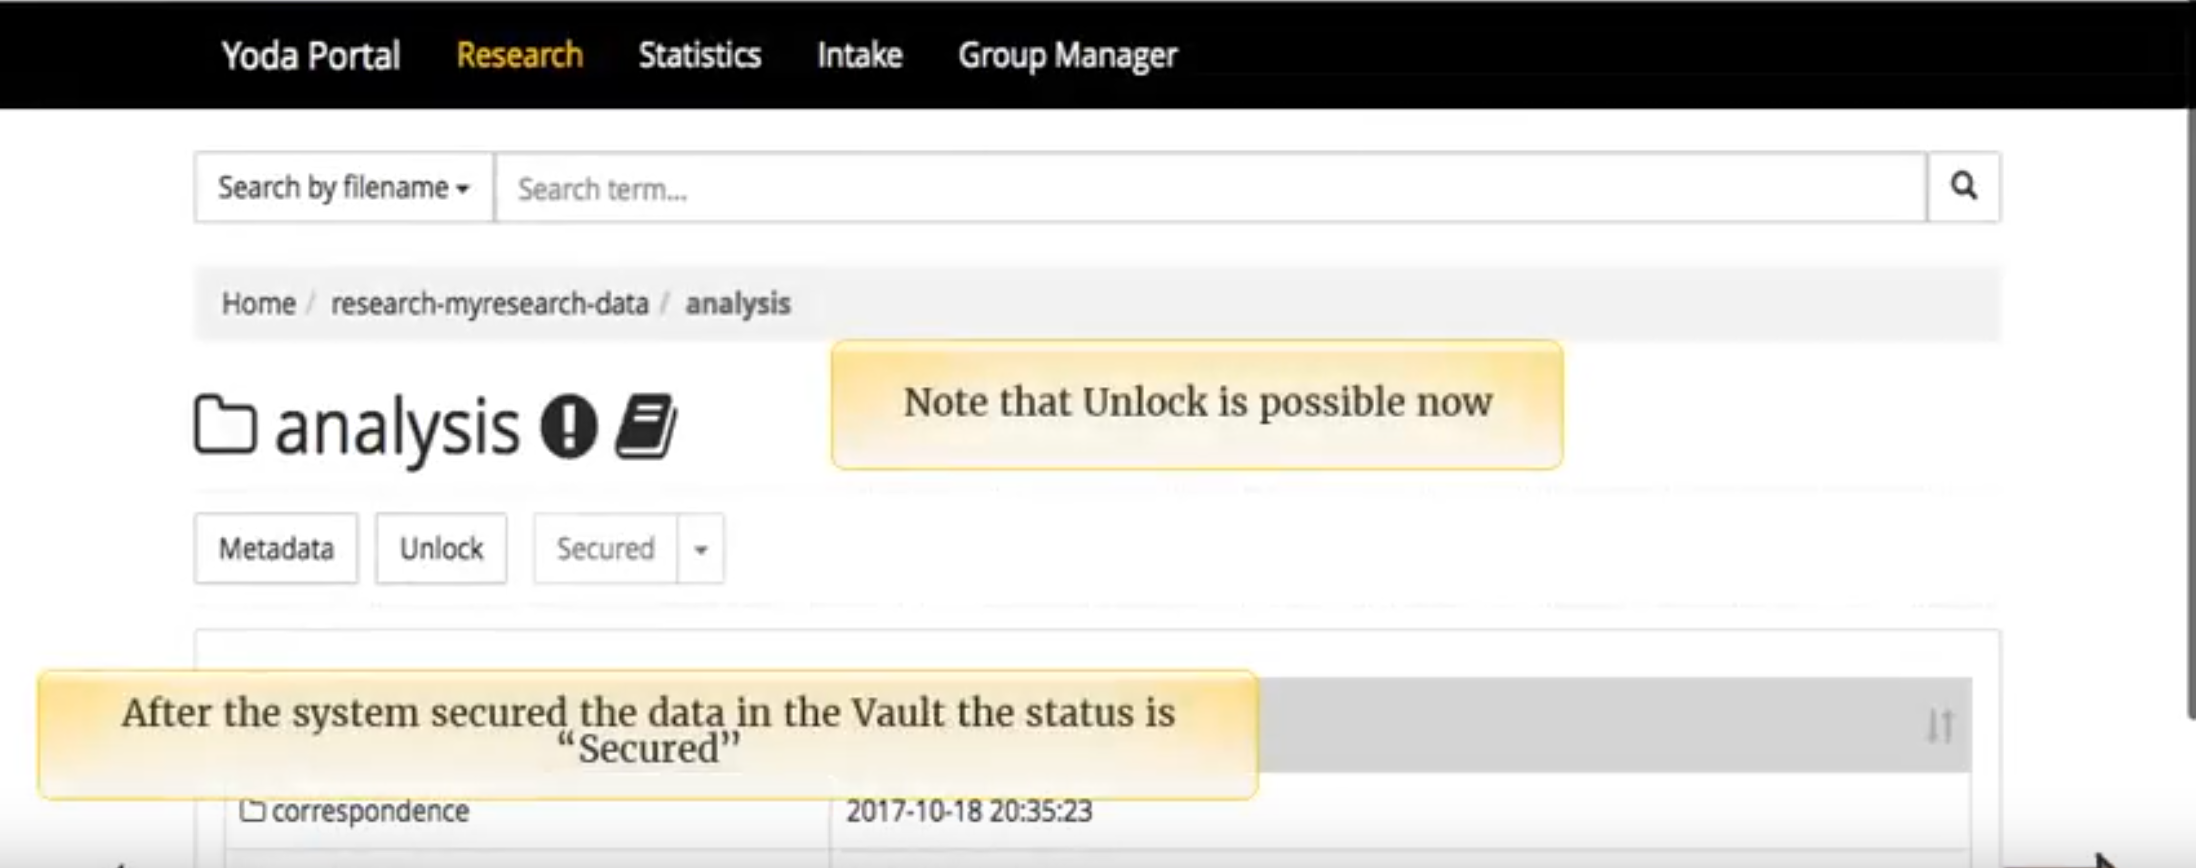 Yoda Portal Research Statistics Intake Group Manager
Search by filename Search term...
Home / research-myresearch-data / analysis
Note that Unlock is possible now
analysis
Metadata Unlock Secured
After the system secured the data in the Vault the status is
“Secured”
correspondence 2017-10-18 20:35:23